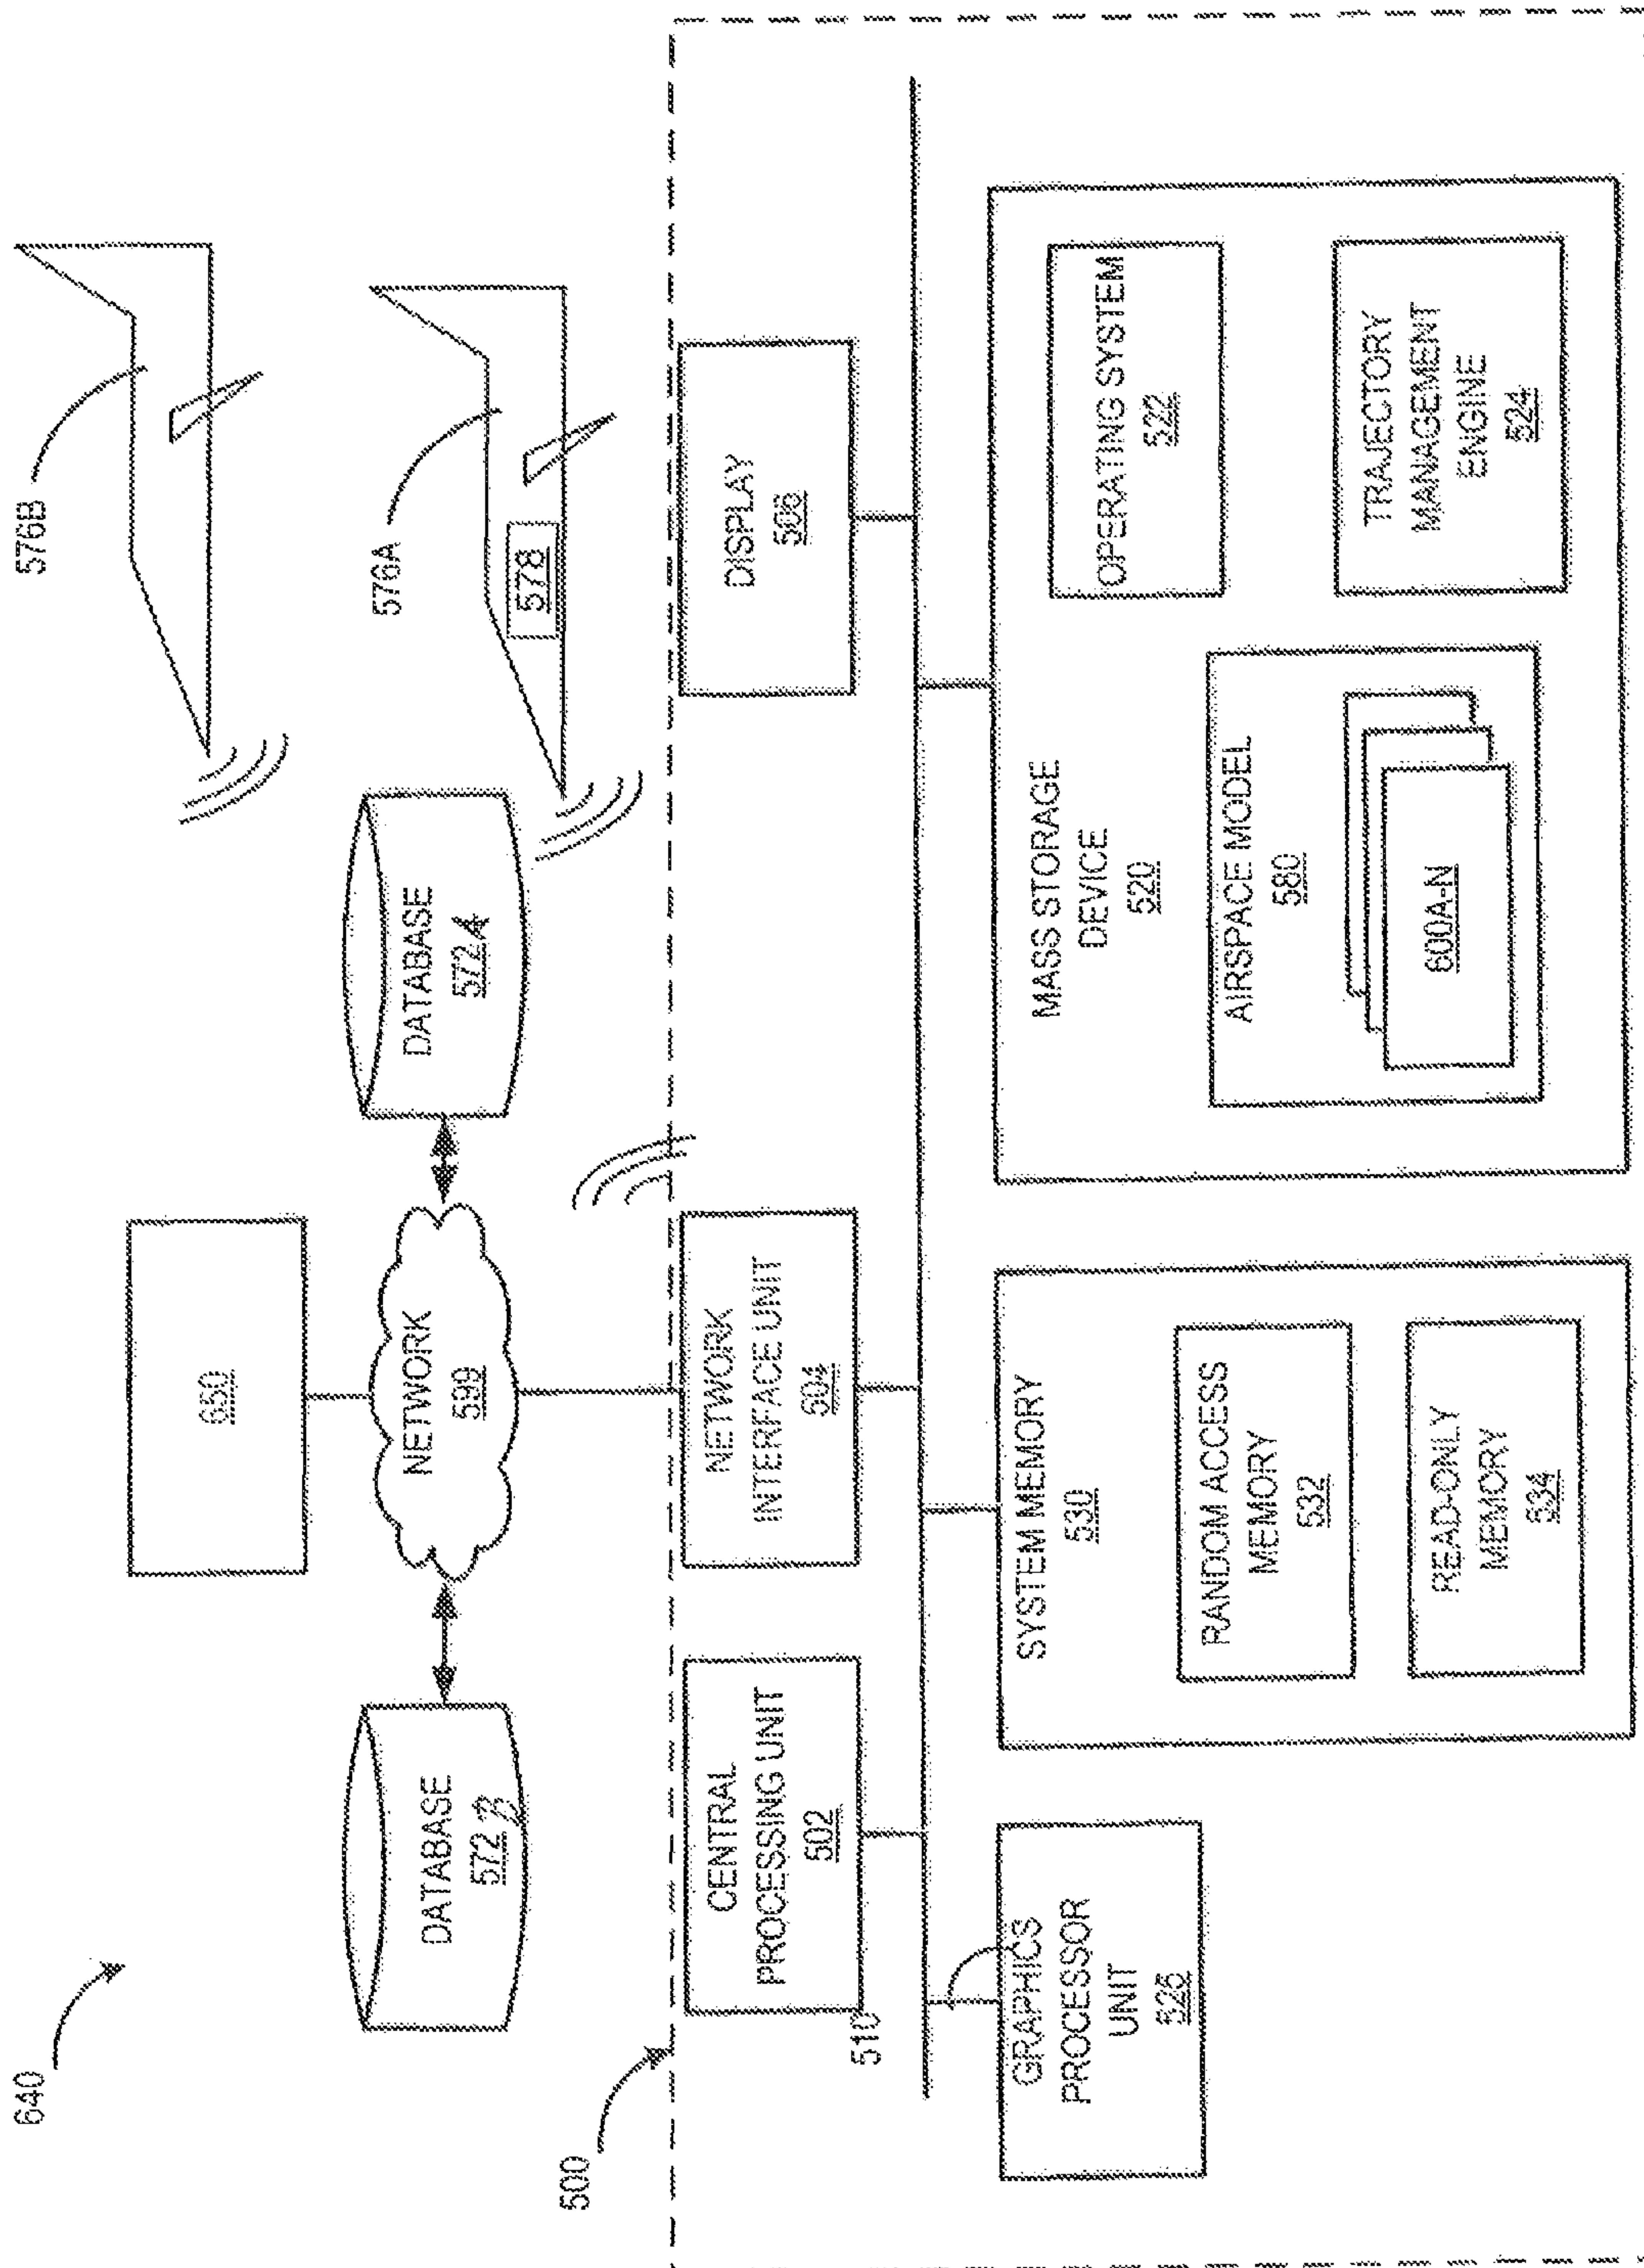 640
650
576B
DATABASE
572 B
NETWORK
599
DATABASE
572 A
576A
578
500
CENTRAL
PROCESSING UNIT
502
NETWORK
INTERFACE UNIT
504
DISPLAY
506
510
GRAPHICS
PROCESSOR
UNIT
525
SYSTEM MEMORY
530
RANDOM ACCESS
MEMORY
532
READ-ONLY
MEMORY
534
MASS STORAGE
DEVICE
520
AIRSPACE MODEL
580
600A-N
OPERATING SYSTEM
522
TRAJECTORY
MANAGEMENT
ENGINE
524